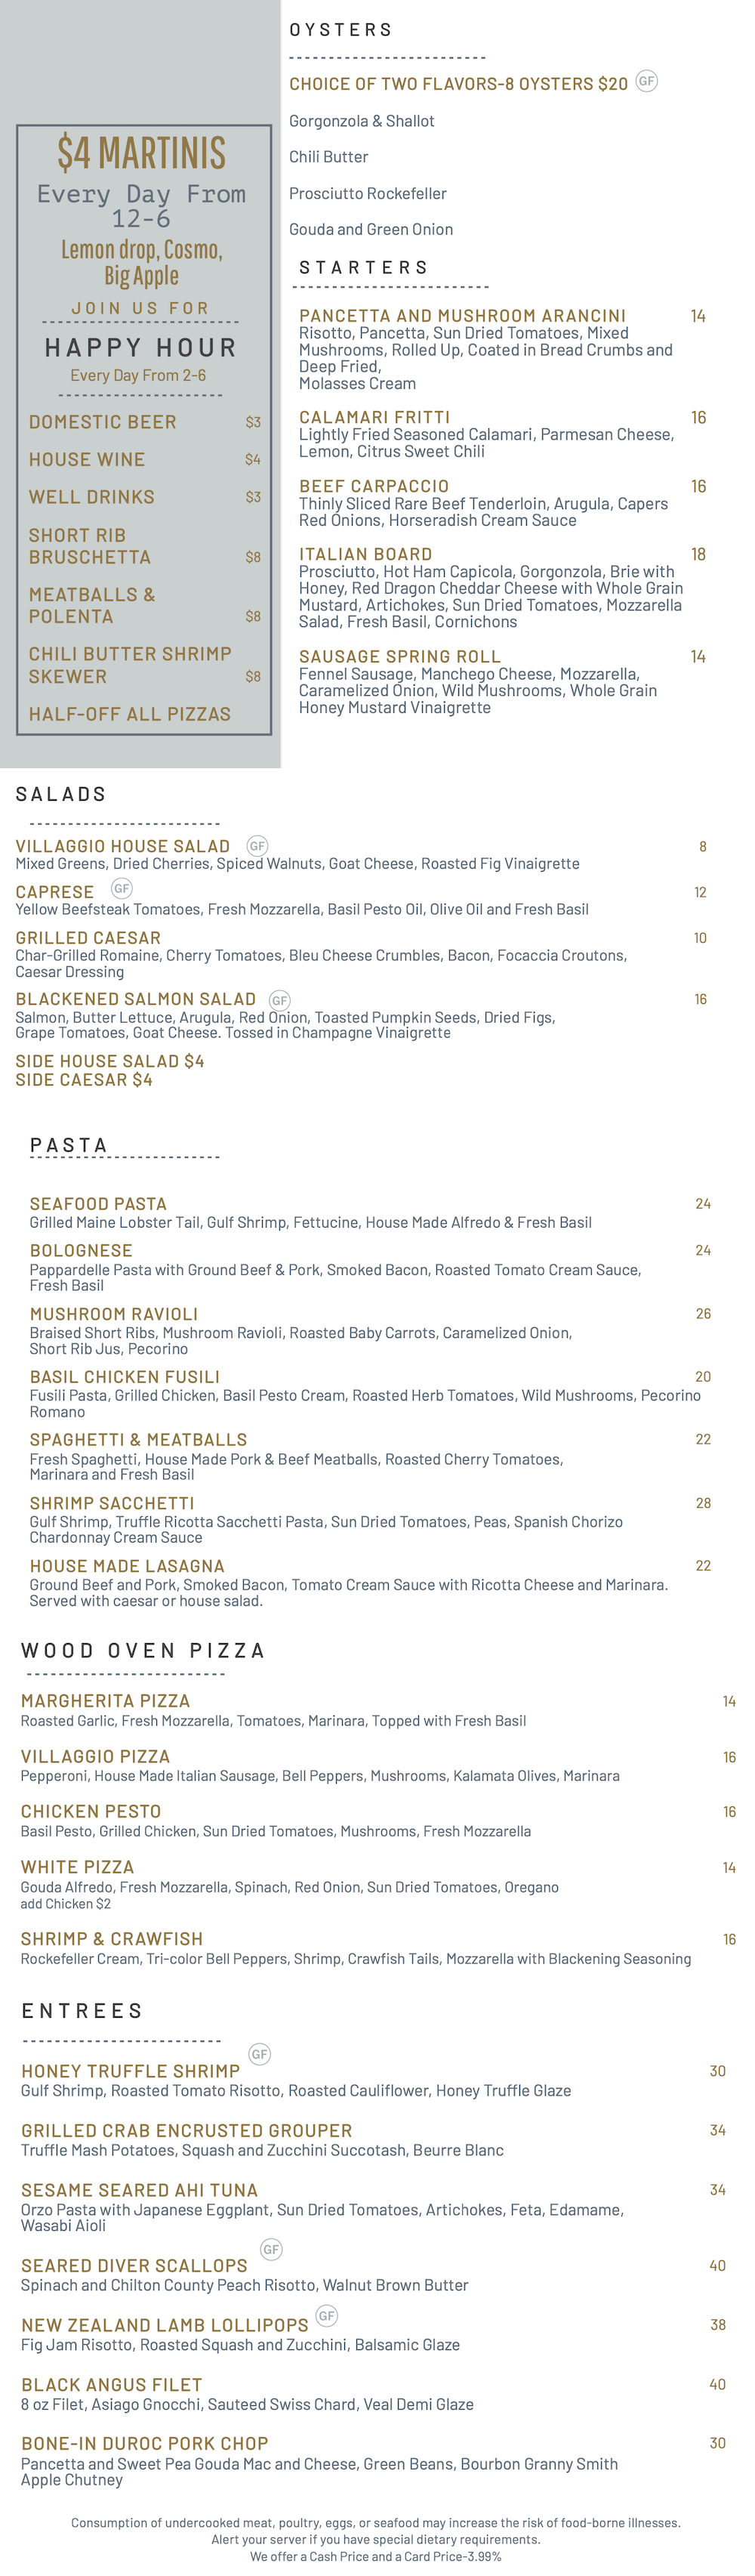 $4 MARTINIS
Every Day From
12-6
Lemon drop, Cosmo,
Big Apple
JOIN US FOR
HAPPY HOUR
Every Day From 2-6
DOMESTIC BEER $3
HOUSE WINE $4
WELL DRINKS $3
SHORT RIB
BRUSCHETTA $8
MEATBALLS &
POLENTA $8
CHILI BUTTER SHRIMP
SKEWER $8
HALF-OFF ALL PIZZAS
OYSTERS
CHOICE OF TWO FLAVORS-8 OYSTERS $20 GF
Gorgonzola & Shallot
Chili Butter
Prosciutto Rockefeller
Gouda and Green Onion
STARTERS
PANCETTA AND MUSHROOM ARANCINI 14
Risotto, Pancetta, Sun Dried Tomatoes, Mixed
Mushrooms, Rolled Up, Coated in Bread Crumbs and
Deep Fried,
Molasses Cream
CALAMARI FRITTI 16
Lightly Fried Seasoned Calamari, Parmesan Cheese,
Lemon, Citrus Sweet Chili
BEEF CARPACCIO 16
Thinly Sliced Rare Beef Tenderloin, Arugula, Capers
Red Onions, Horseradish Cream Sauce
ITALIAN BOARD 18
Prosciutto, Hot Ham Capicola, Gorgonzola, Brie with
Honey, Red Dragon Cheddar Cheese with Whole Grain
Mustard, Artichokes, Sun Dried Tomatoes, Mozzarella
Salad, Fresh Basil, Cornichons
SAUSAGE SPRING ROLL 14
Fennel Sausage, Manchego Cheese, Mozzarella,
Caramelized Onion, Wild Mushrooms, Whole Grain
Honey Mustard Vinaigrette
SALADS
VILLAGGIO HOUSE SALAD GF 8
Mixed Greens, Dried Cherries, Spiced Walnuts, Goat Cheese, Roasted Fig Vinaigrette
CAPRESE GF 12
Yellow Beefsteak Tomatoes, Fresh Mozzarella, Basil Pesto Oil, Olive Oil and Fresh Basil
GRILLED CAESAR 10
Char-Grilled Romaine, Cherry Tomatoes, Bleu Cheese Crumbles, Bacon, Focaccia Croutons,
Caesar Dressing
BLACKENED SALMON SALAD GF 16
Salmon, Butter Lettuce, Arugula, Red Onion, Toasted Pumpkin Seeds, Dried Figs,
Grape Tomatoes, Goat Cheese. Tossed in Champagne Vinaigrette
SIDE HOUSE SALAD $4
SIDE CAESAR $4
PASTA
SEAFOOD PASTA 24
Grilled Maine Lobster Tail, Gulf Shrimp, Fettucine, House Made Alfredo & Fresh Basil
BOLOGNESE 24
Pappardelle Pasta with Ground Beef & Pork, Smoked Bacon, Roasted Tomato Cream Sauce,
Fresh Basil
MUSHROOM RAVIOLI 26
Braised Short Ribs, Mushroom Ravioli, Roasted Baby Carrots, Caramelized Onion,
Short Rib Jus, Pecorino
BASIL CHICKEN FUSILI 20
Fusili Pasta, Grilled Chicken, Basil Pesto Cream, Roasted Herb Tomatoes, Wild Mushrooms, Pecorino
Romano
SPAGHETTI & MEATBALLS 22
Fresh Spaghetti, House Made Pork & Beef Meatballs, Roasted Cherry Tomatoes,
Marinara and Fresh Basil
SHRIMP SACCHETTI 28
Gulf Shrimp, Truffle Ricotta Sacchetti Pasta, Sun Dried Tomatoes, Peas, Spanish Chorizo
Chardonnay Cream Sauce
HOUSE MADE LASAGNA 22
Ground Beef and Pork, Smoked Bacon, Tomato Cream Sauce with Ricotta Cheese and Marinara.
Served with caesar or house salad.
WOOD OVEN PIZZA
MARGHERITA PIZZA 14
Roasted Garlic, Fresh Mozzarella, Tomatoes, Marinara, Topped with Fresh Basil
VILLAGGIO PIZZA 16
Pepperoni, House Made Italian Sausage, Bell Peppers, Mushrooms, Kalamata Olives, Marinara
CHICKEN PESTO 16
Basil Pesto, Grilled Chicken, Sun Dried Tomatoes, Mushrooms, Fresh Mozzarella
WHITE PIZZA 14
Gouda Alfredo, Fresh Mozzarella, Spinach, Red Onion, Sun Dried Tomatoes, Oregano
add Chicken $2
SHRIMP & CRAWFISH 16
Rockefeller Cream, Tri-color Bell Peppers, Shrimp, Crawfish Tails, Mozzarella with Blackening Seasoning
ENTREES
HONEY TRUFFLE SHRIMP GF 30
Gulf Shrimp, Roasted Tomato Risotto, Roasted Cauliflower, Honey Truffle Glaze
GRILLED CRAB ENCRUSTED GROUPER 34
Truffle Mash Potatoes, Squash and Zucchini Succotash, Beurre Blanc
SESAME SEARED AHI TUNA 34
Orzo Pasta with Japanese Eggplant, Sun Dried Tomatoes, Artichokes, Feta, Edamame,
Wasabi Aioli
SEARED DIVER SCALLOPS GF 40
Spinach and Chilton County Peach Risotto, Walnut Brown Butter
NEW ZEALAND LAMB LOLLIPOPS GF 38
Fig Jam Risotto, Roasted Squash and Zucchini, Balsamic Glaze
BLACK ANGUS FILET 40
8 oz Filet, Asiago Gnocchi, Sauteed Swiss Chard, Veal Demi Glaze
BONE-IN DUROC PORK CHOP 30
Pancetta and Sweet Pea Gouda Mac and Cheese, Green Beans, Bourbon Granny Smith
Apple Chutney
Consumption of undercooked meat, poultry, eggs, or seafood may increase the risk of food-borne illnesses.
Alert your server if you have special dietary requirements.
We offer a Cash Price and a Card Price-3.99%